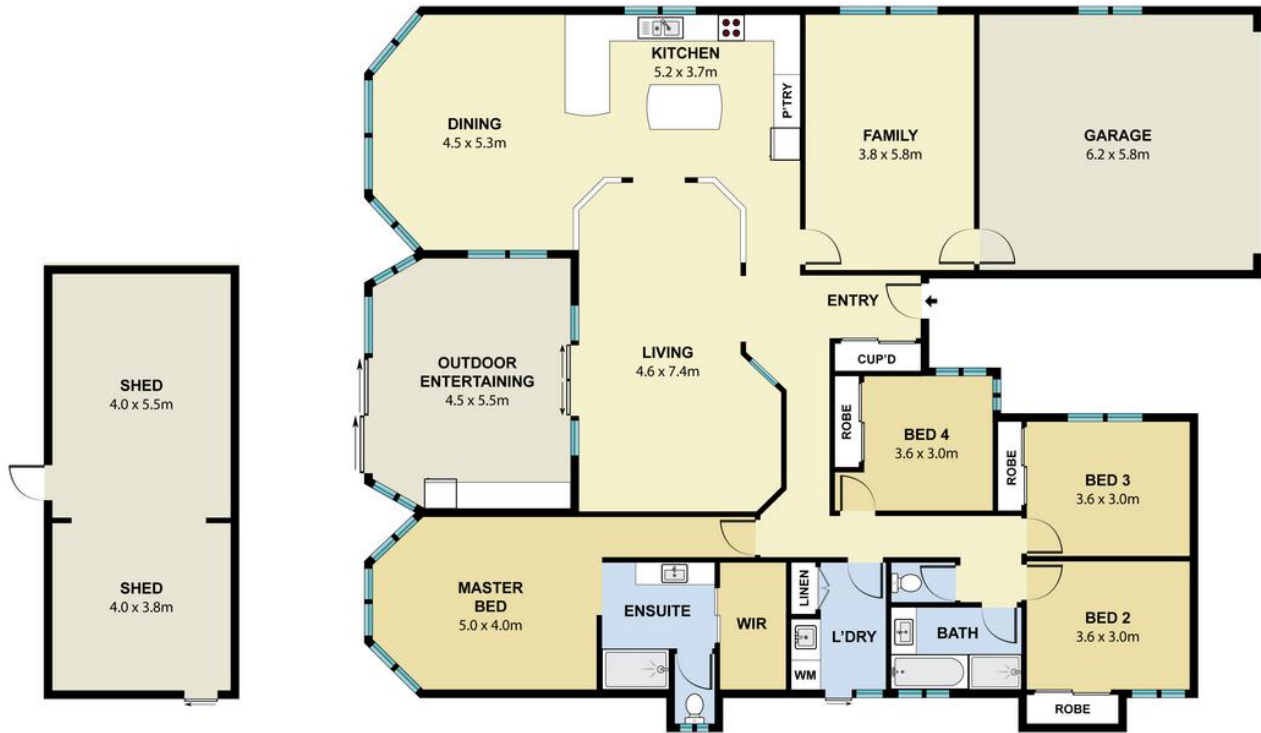 KITCHEN
5.2 x 3.7m
P'TRY
DINING
4.5 x 5.3m
FAMILY
3.8 x 5.8m
GARAGE
6.2 x 5.8m
ENTRY
CUP'D
LIVING
4.6 x 7.4m
OUTDOOR
ENTERTAINING
4.5 x 5.5m
SHED
4.0 x 5.5m
SHED
4.0 x 3.8m
ROBE
BED 4
3.6 x 3.0m
ROBE
BED 3
3.6 x 3.0m
MASTER
BED
5.0 x 4.0m
ENSUITE
WIR
LINEN
L'DRY
WM
BATH
BED 2
3.6 x 3.0m
ROBE